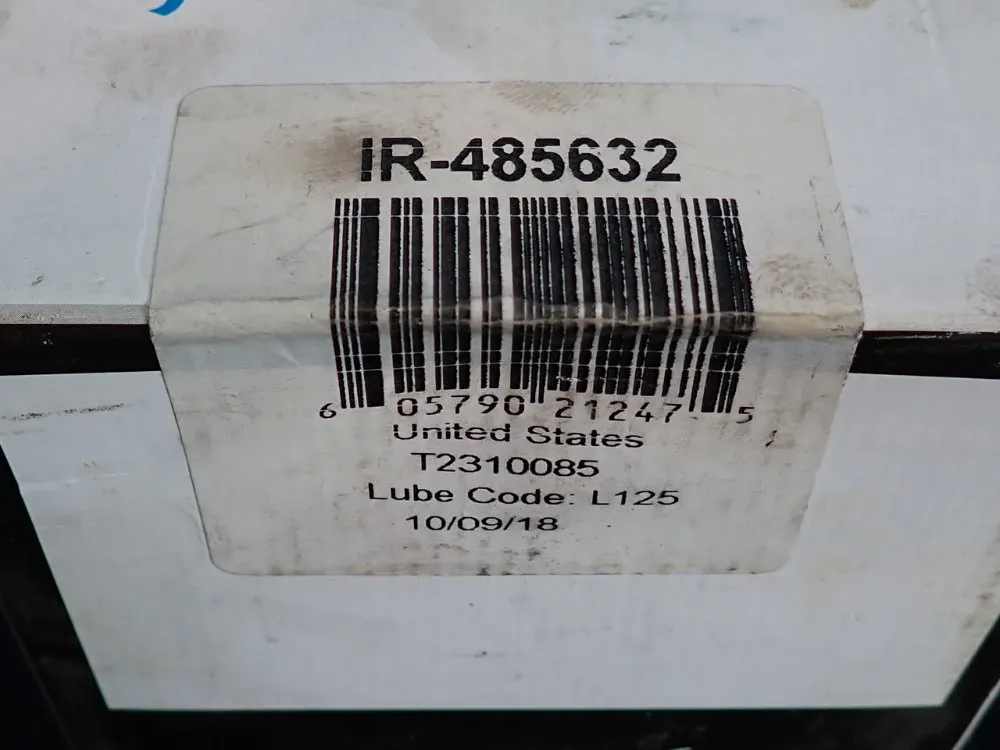 IR-485632
6 05790 21247 5
United States
T2310085
Lube Code: L125
10/09/18